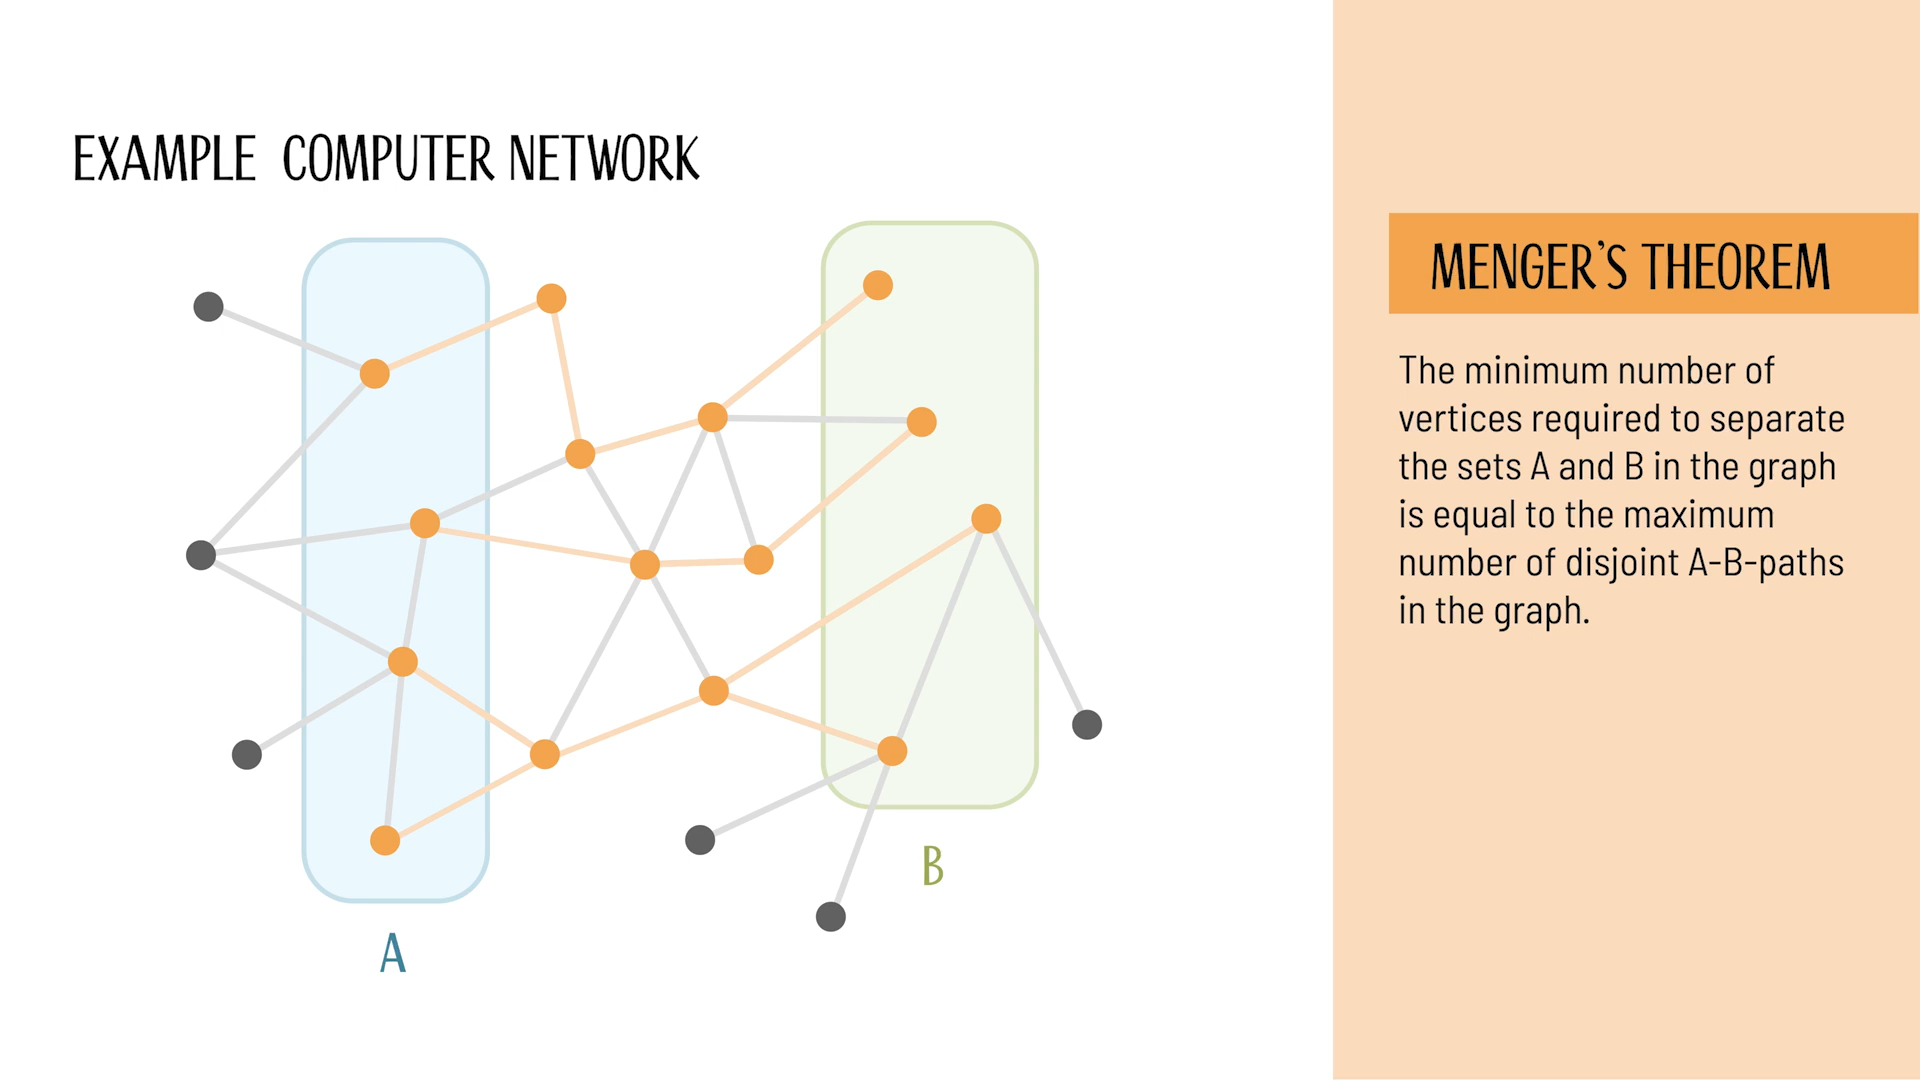 EXAMPLE COMPUTER NETWORK
A
B
MENGER'S THEOREM
The minimum number of
vertices required to separate
the sets A and B in the graph
is equal to the maximum
number of disjoint A-B-paths
in the graph.